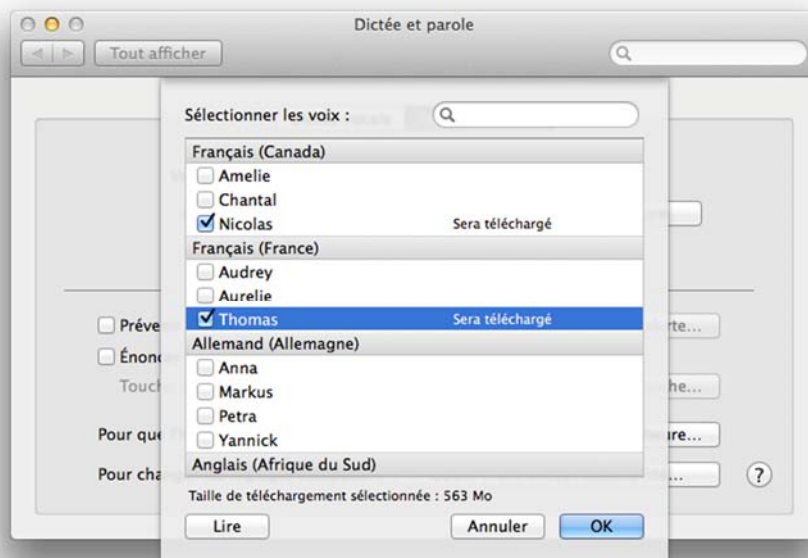 Dictée et parole
Tout afficher
Sélectionner les voix :
Français (Canada)
Amelie
Chantal
Nicolas Sera téléchargé
Français (France)
Audrey
Aurelie
Thomas Sera téléchargé
Allemand (Allemagne)
Anna
Markus
Petra
Yannick
Anglais (Afrique du Sud)
Taille de téléchargement sélectionnée : 563 Mo
Lire Annuler OK
Préve rte...
Énon
Touch he...
Pour que ure...
Pour cha ... ?